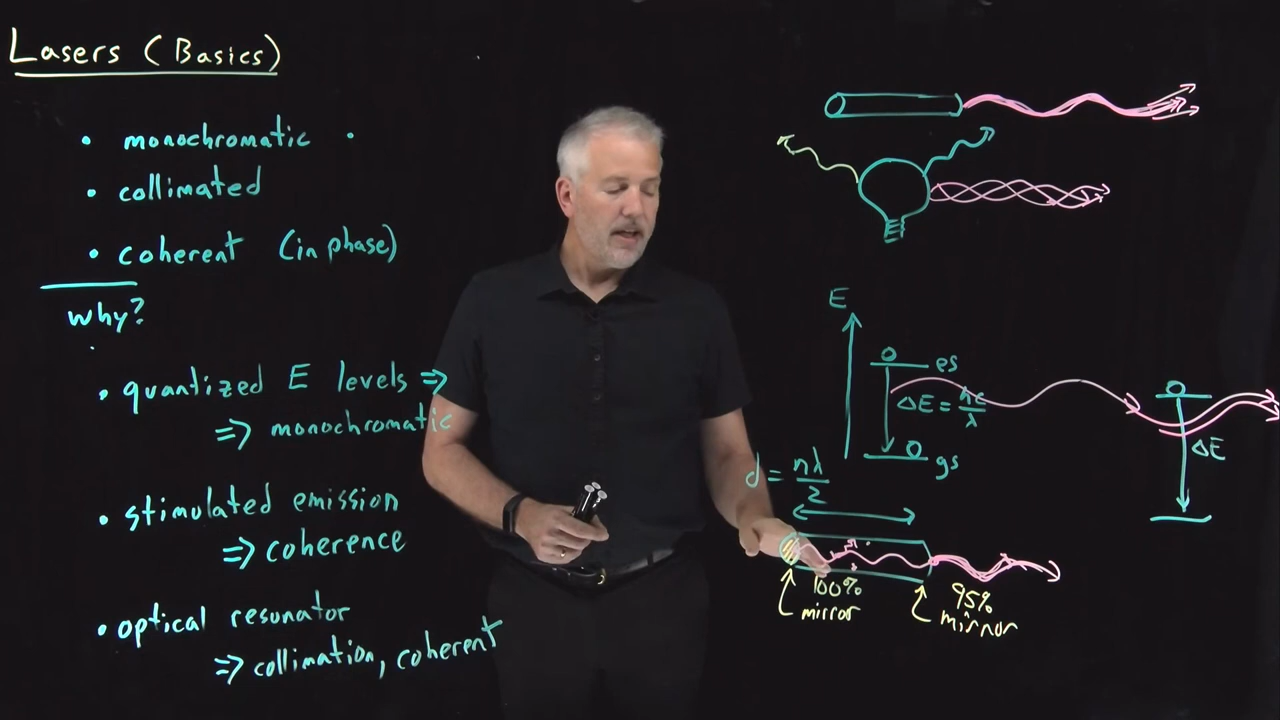 Lasers (Basics)
• monochromatic •
• collimated
• coherent (in phase)
Why?
• quantized E levels ⇒
⇒ monochromatic
• stimulated emission
⇒ coherence
• optical resonator
⇒ collimation, coherent
E
es
ΔE = hc/λ
gs
ΔE
d = nλ/2
100%
mirror
95%
mirror